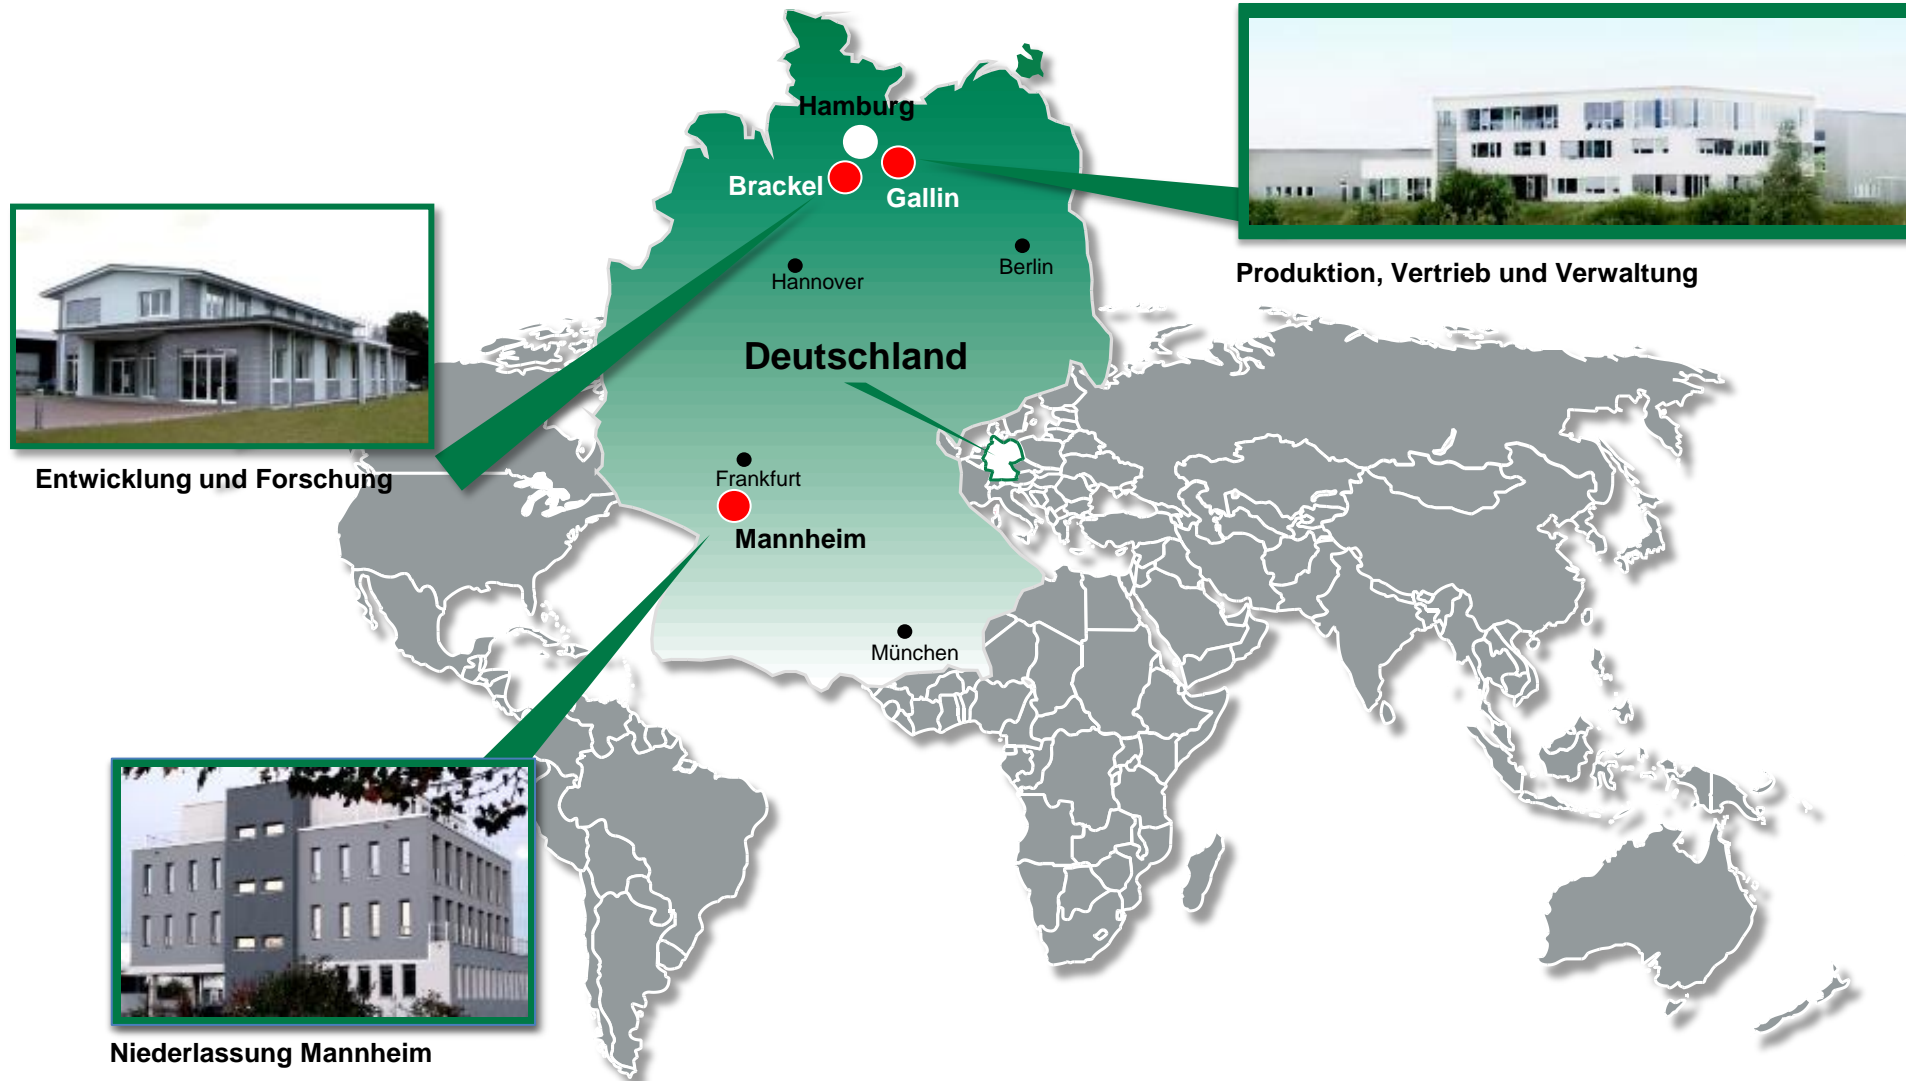 Hamburg
Brackel
Gallin
Hannover
Berlin
Produktion, Vertrieb und Verwaltung
Deutschland
Entwicklung und Forschung
Frankfurt
Mannheim
München
Niederlassung Mannheim